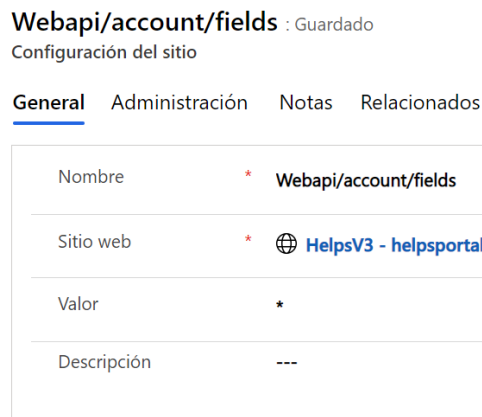 Webapi/account/fields : Guardado
Configuración del sitio
General Administración Notas Relacionados
Nombre * Webapi/account/fields
Sitio web * HelpsV3 - helpsportal
Valor *
Descripción ---